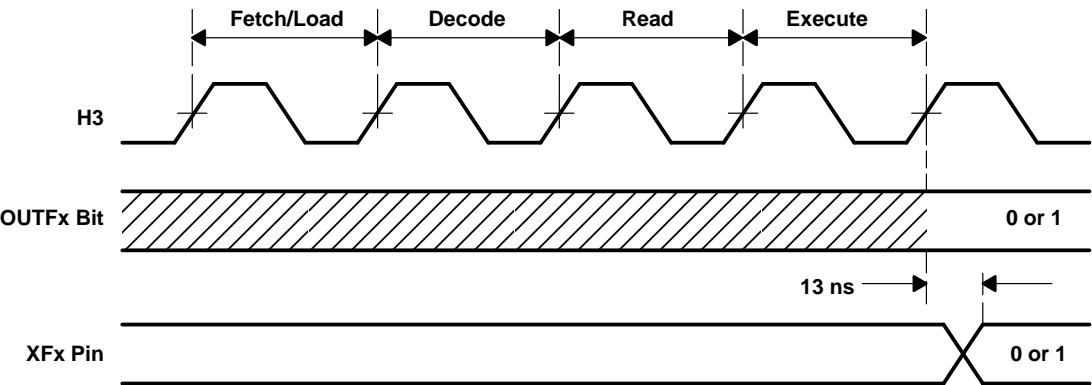 Fetch/Load Decode Read Execute
H3
OUTFx Bit 0 or 1
13 ns
XFx Pin 0 or 1